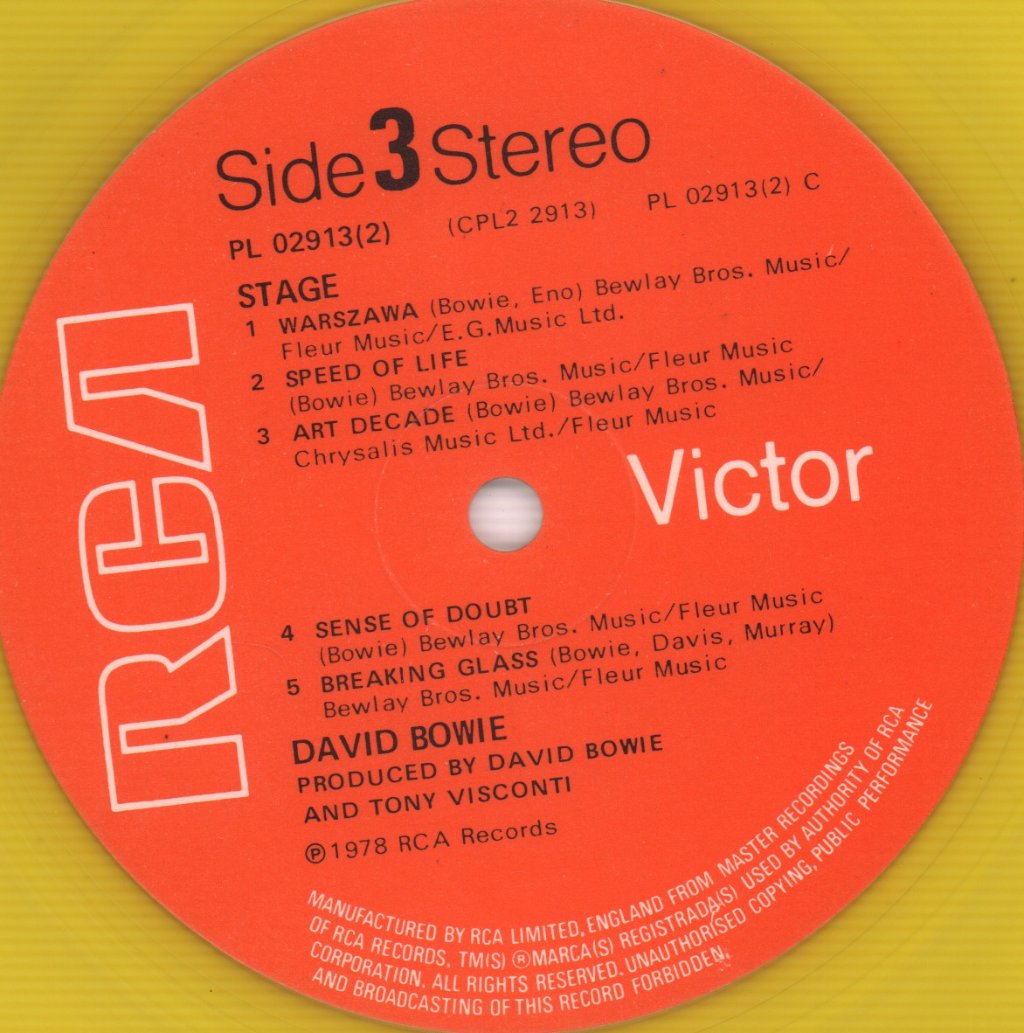 Side 3 Stereo
PL 02913(2) (CPL2 2913) PL 02913(2) C
STAGE
1 WARSZAWA (Bowie, Eno) Bewlay Bros. Music/
Fleur Music/E.G.Music Ltd.
2 SPEED OF LIFE
(Bowie) Bewlay Bros. Music/Fleur Music
3 ART DECADE (Bowie) Bewlay Bros. Music/
Chrysalis Music Ltd./Fleur Music
RCA
Victor
4 SENSE OF DOUBT
(Bowie) Bewlay Bros. Music/Fleur Music
5 BREAKING GLASS (Bowie, Davis, Murray)
Bewlay Bros. Music/Fleur Music
DAVID BOWIE
PRODUCED BY DAVID BOWIE
AND TONY VISCONTI
℗1978 RCA Records
MANUFACTURED BY RCA LIMITED, ENGLAND FROM MASTER RECORDINGS
OF RCA RECORDS. TM(S) ®MARCA(S) REGISTRADA(S) USED BY AUTHORITY OF RCA
CORPORATION. ALL RIGHTS RESERVED. UNAUTHORISED COPYING, PUBLIC PERFORMANCE
AND BROADCASTING OF THIS RECORD FORBIDDEN.